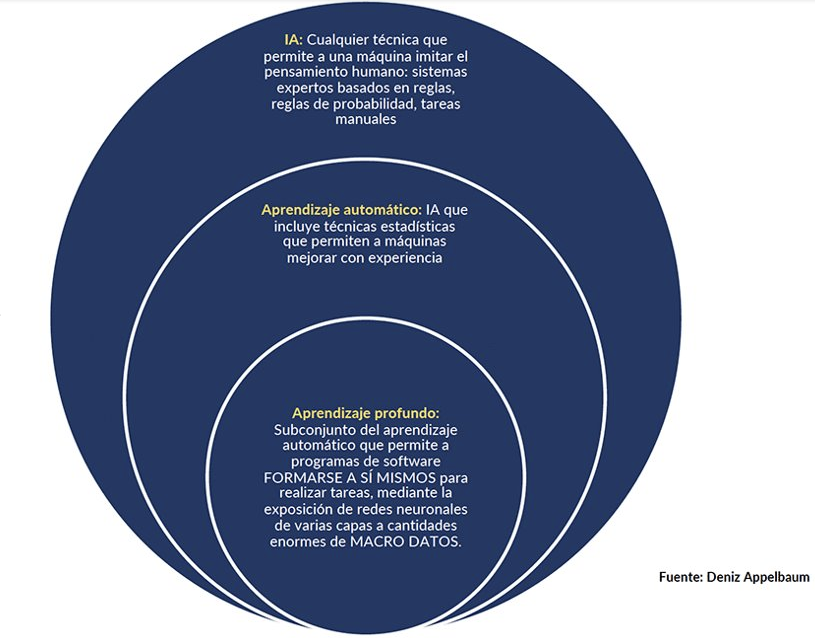 IA: Cualquier técnica que
permite a una máquina imitar el
pensamiento humano: sistemas
expertos basados en reglas,
reglas de probabilidad, tareas
manuales
Aprendizaje automático: IA que
incluye técnicas estadísticas
que permiten a máquinas
mejorar con experiencia
Aprendizaje profundo:
Subconjunto del aprendizaje
automático que permite a
programas de software
FORMARSE A SÍ MISMOS para
realizar tareas, mediante la
exposición de redes neuronales
de varias capas a cantidades
enormes de MACRO DATOS.
Fuente: Deniz Appelbaum